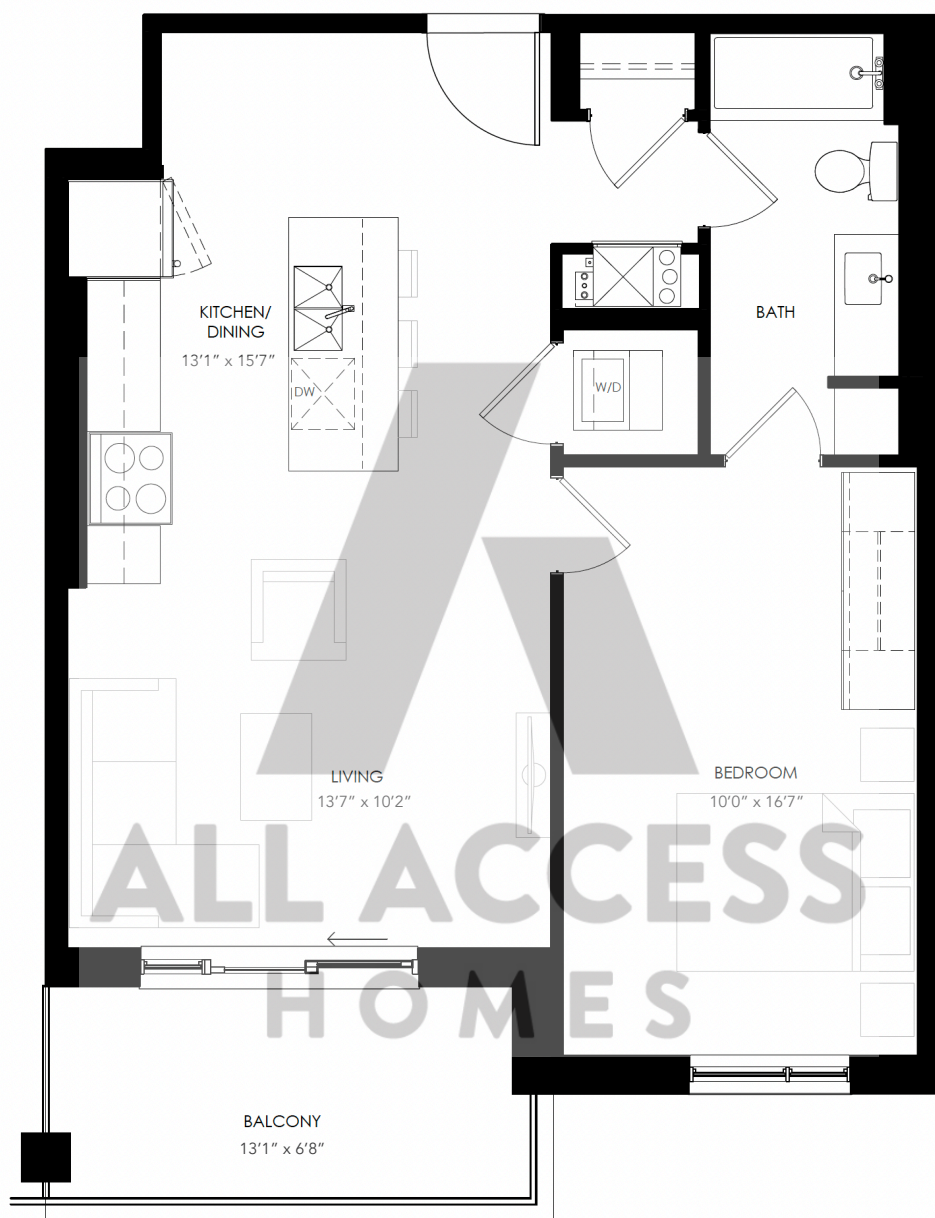 KITCHEN/
DINING
13'1" x 15'7"
DW
W/D
BATH
LIVING
13'7" x 10'2"
BEDROOM
10'0" x 16'7"
ALL ACCESS
HOMES
BALCONY
13'1" x 6'8"